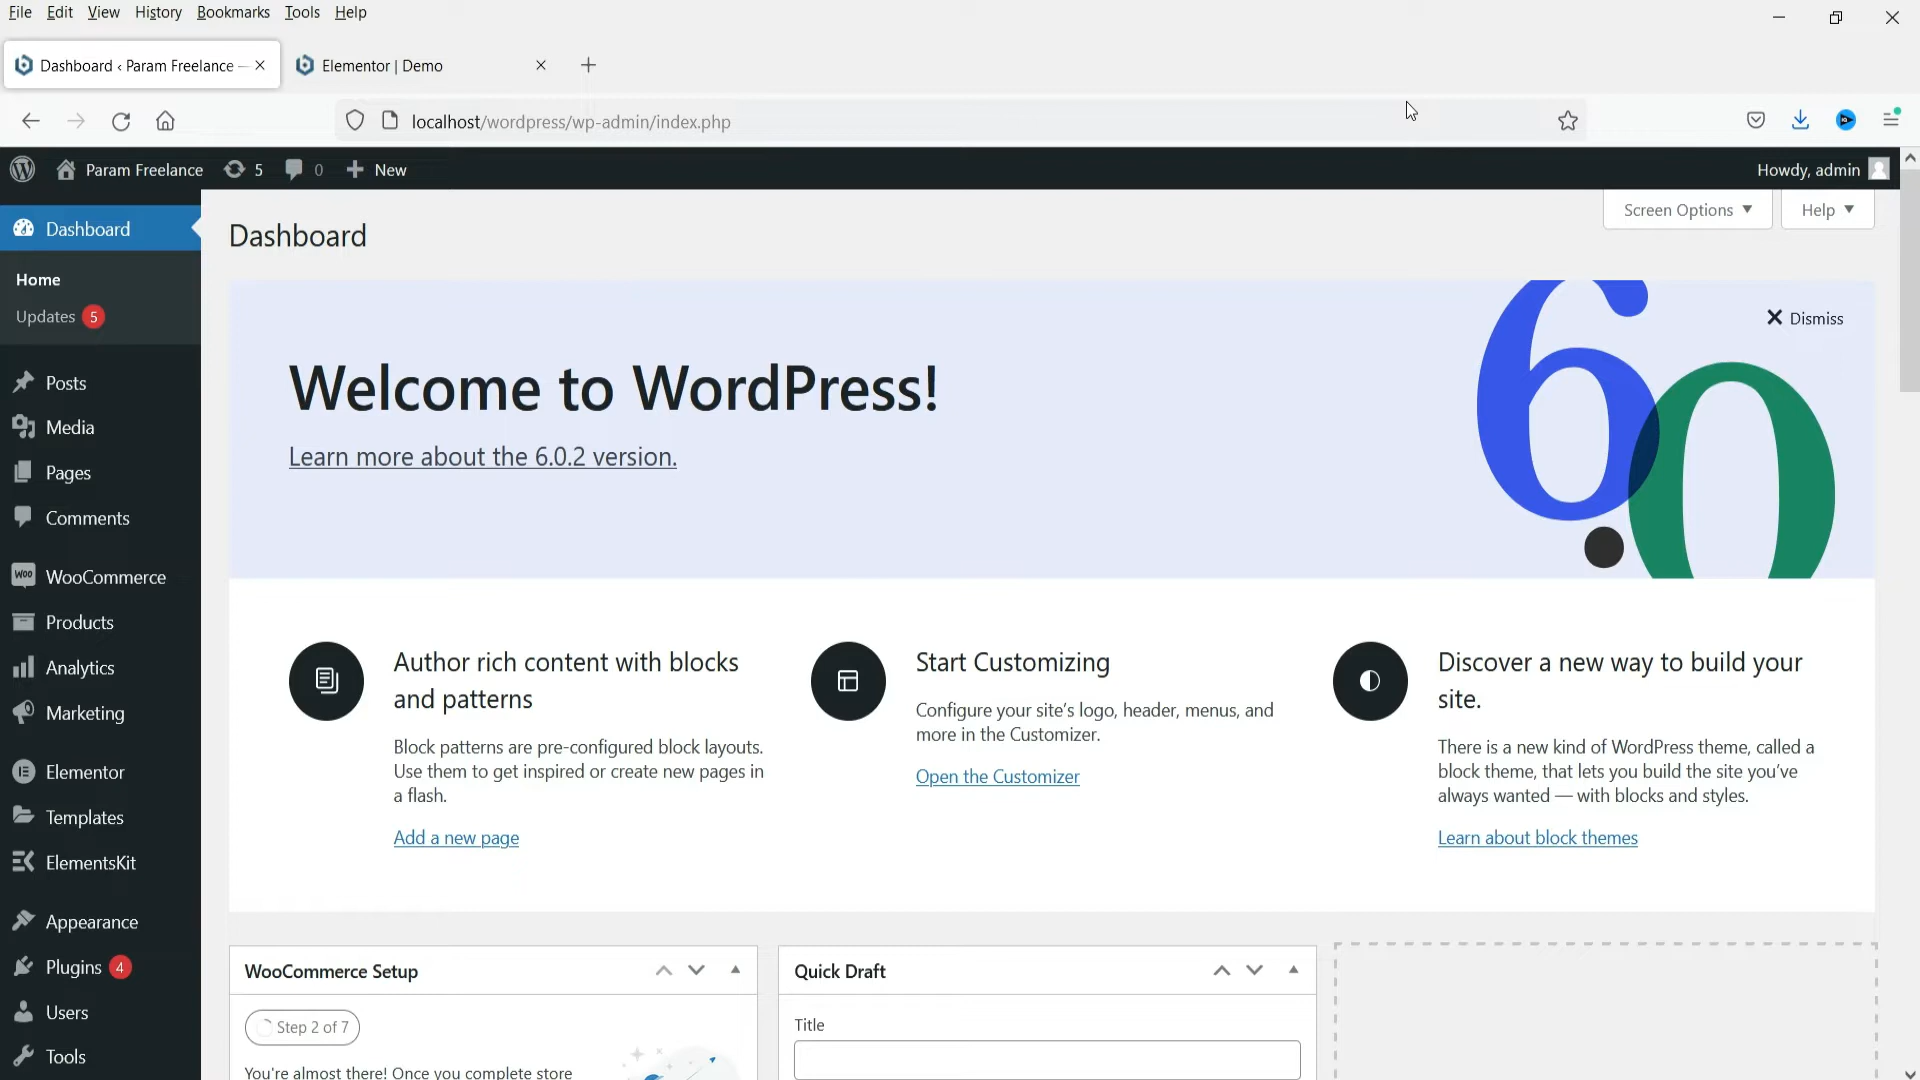 File Edit View History Bookmarks Tools Help
Dashboard ‹ Param Freelance —
Elementor | Demo
localhost/wordpress/wp-admin/index.php
Param Freelance 5 0 New
Howdy, admin
Dashboard
Home
Updates 5
Posts
Media
Pages
Comments
WooCommerce
Products
Analytics
Marketing
Elementor
Templates
ElementsKit
Appearance
Plugins 4
Users
Tools
Screen Options
Help
Dashboard
Dismiss
Welcome to WordPress!
Learn more about the 6.0.2 version.
6.0
Author rich content with blocks
and patterns
Block patterns are pre-configured block layouts.
Use them to get inspired or create new pages in
a flash.
Add a new page
Start Customizing
Configure your site's logo, header, menus, and
more in the Customizer.
Open the Customizer
Discover a new way to build your
site.
There is a new kind of WordPress theme, called a
block theme, that lets you build the site you've
always wanted — with blocks and styles.
Learn about block themes
WooCommerce Setup
Step 2 of 7
You're almost there! Once you complete store
Quick Draft
Title